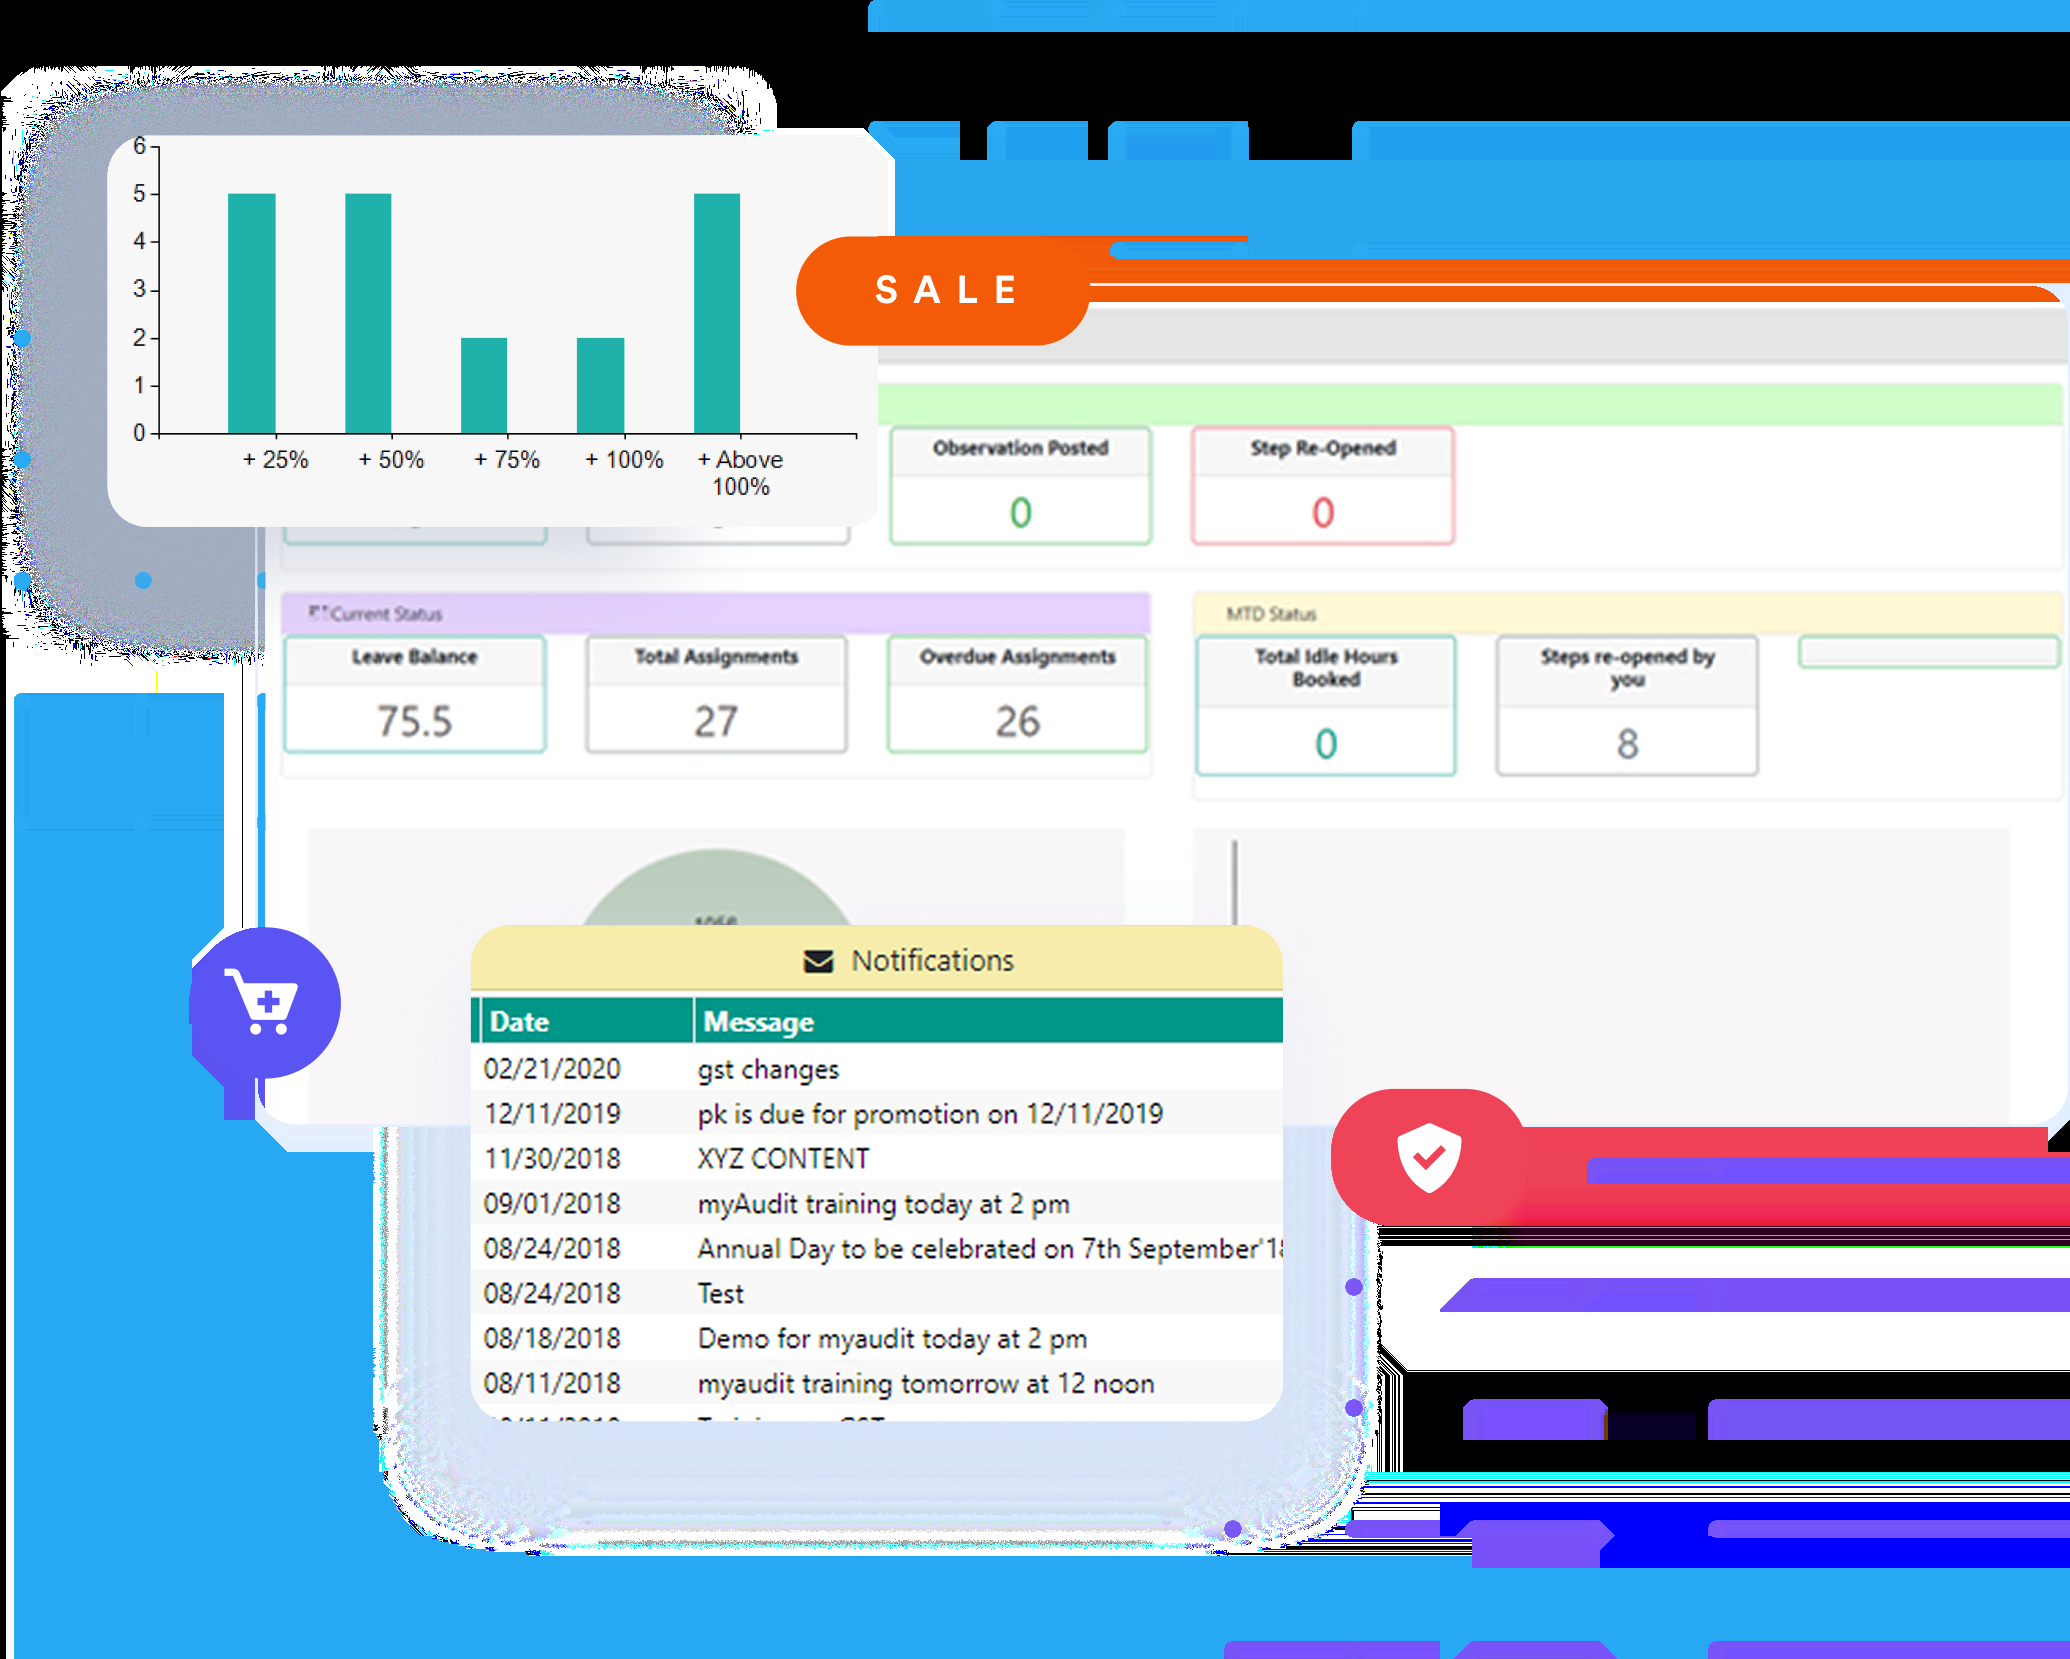 6
5
4
3
2
1
0
+ 25% + 50% + 75% + 100% + Above
100%
SALE
Observation Posted
0
Step Re-Opened
0
Current Status
Leave Balance
75.5
Total Assignments
27
Overdue Assignments
26
MTD Status
Total Idle Hours
Booked
0
Steps re-opened by
you
8
Notifications
Date Message
02/21/2020 gst changes
12/11/2019 pk is due for promotion on 12/11/2019
11/30/2018 XYZ CONTENT
09/01/2018 myAudit training today at 2 pm
08/24/2018 Annual Day to be celebrated on 7th September'18
08/24/2018 Test
08/18/2018 Demo for myaudit today at 2 pm
08/11/2018 myaudit training tomorrow at 12 noon